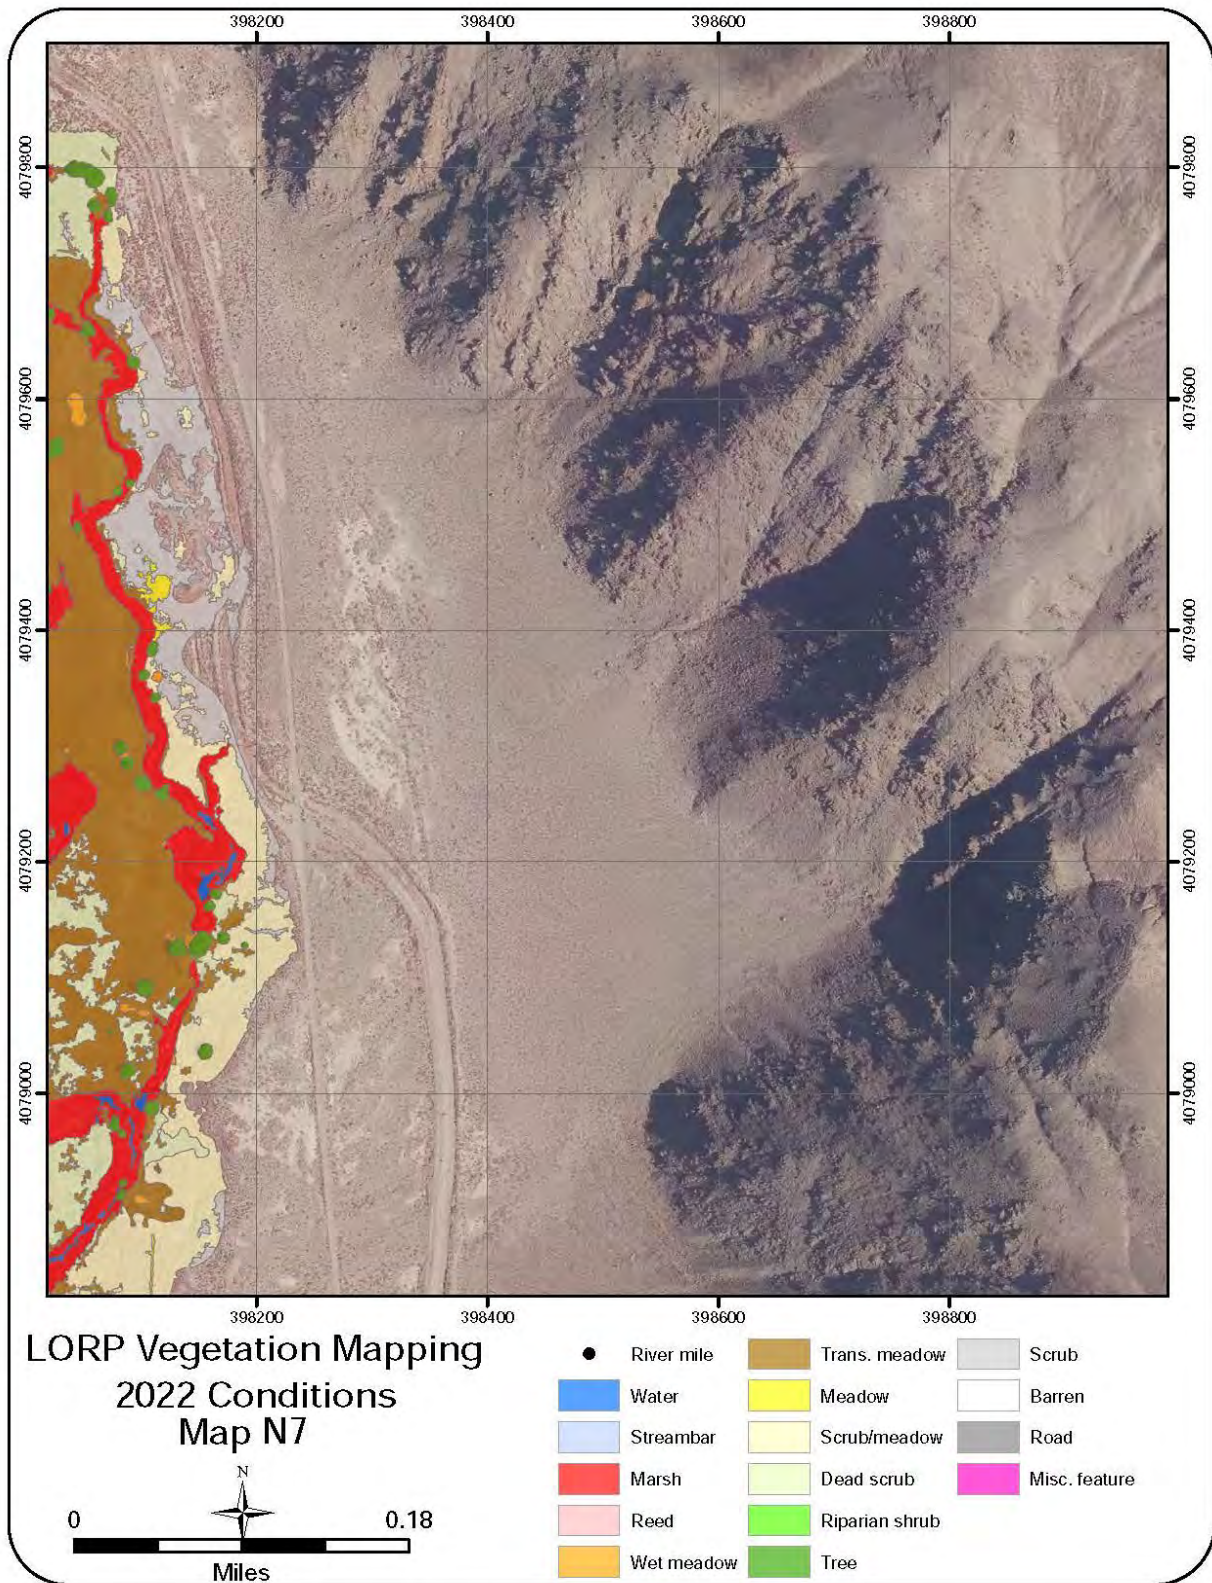 398200 398400 398600 398800
4079800 4079800
4079600 4079600
4079400 4079400
4079200 4079200
4079000 4079000
398200 398400 398600 398800
LORP Vegetation Mapping
2022 Conditions
Map N7
N
0 0.18
Miles
River mile
Water
Streambar
Marsh
Reed
Wet meadow
Trans. meadow
Meadow
Scrub/meadow
Dead scrub
Riparian shrub
Tree
Scrub
Barren
Road
Misc. feature